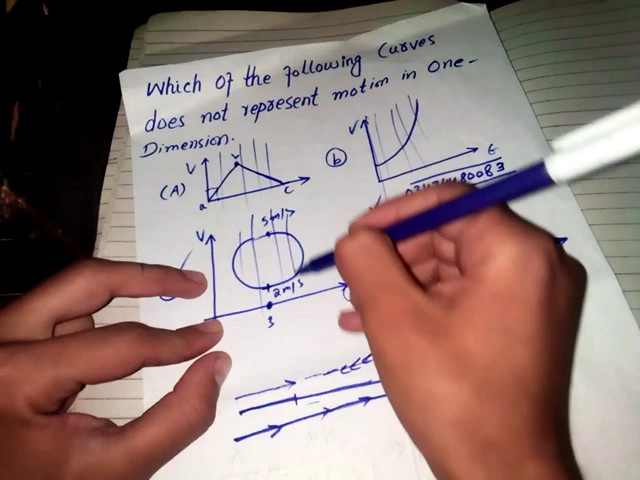 Which Of the following Curves
does not represent motion in One-
Dimension.
(A) V a c
(b) V t
V 5m/s
2m/s
3